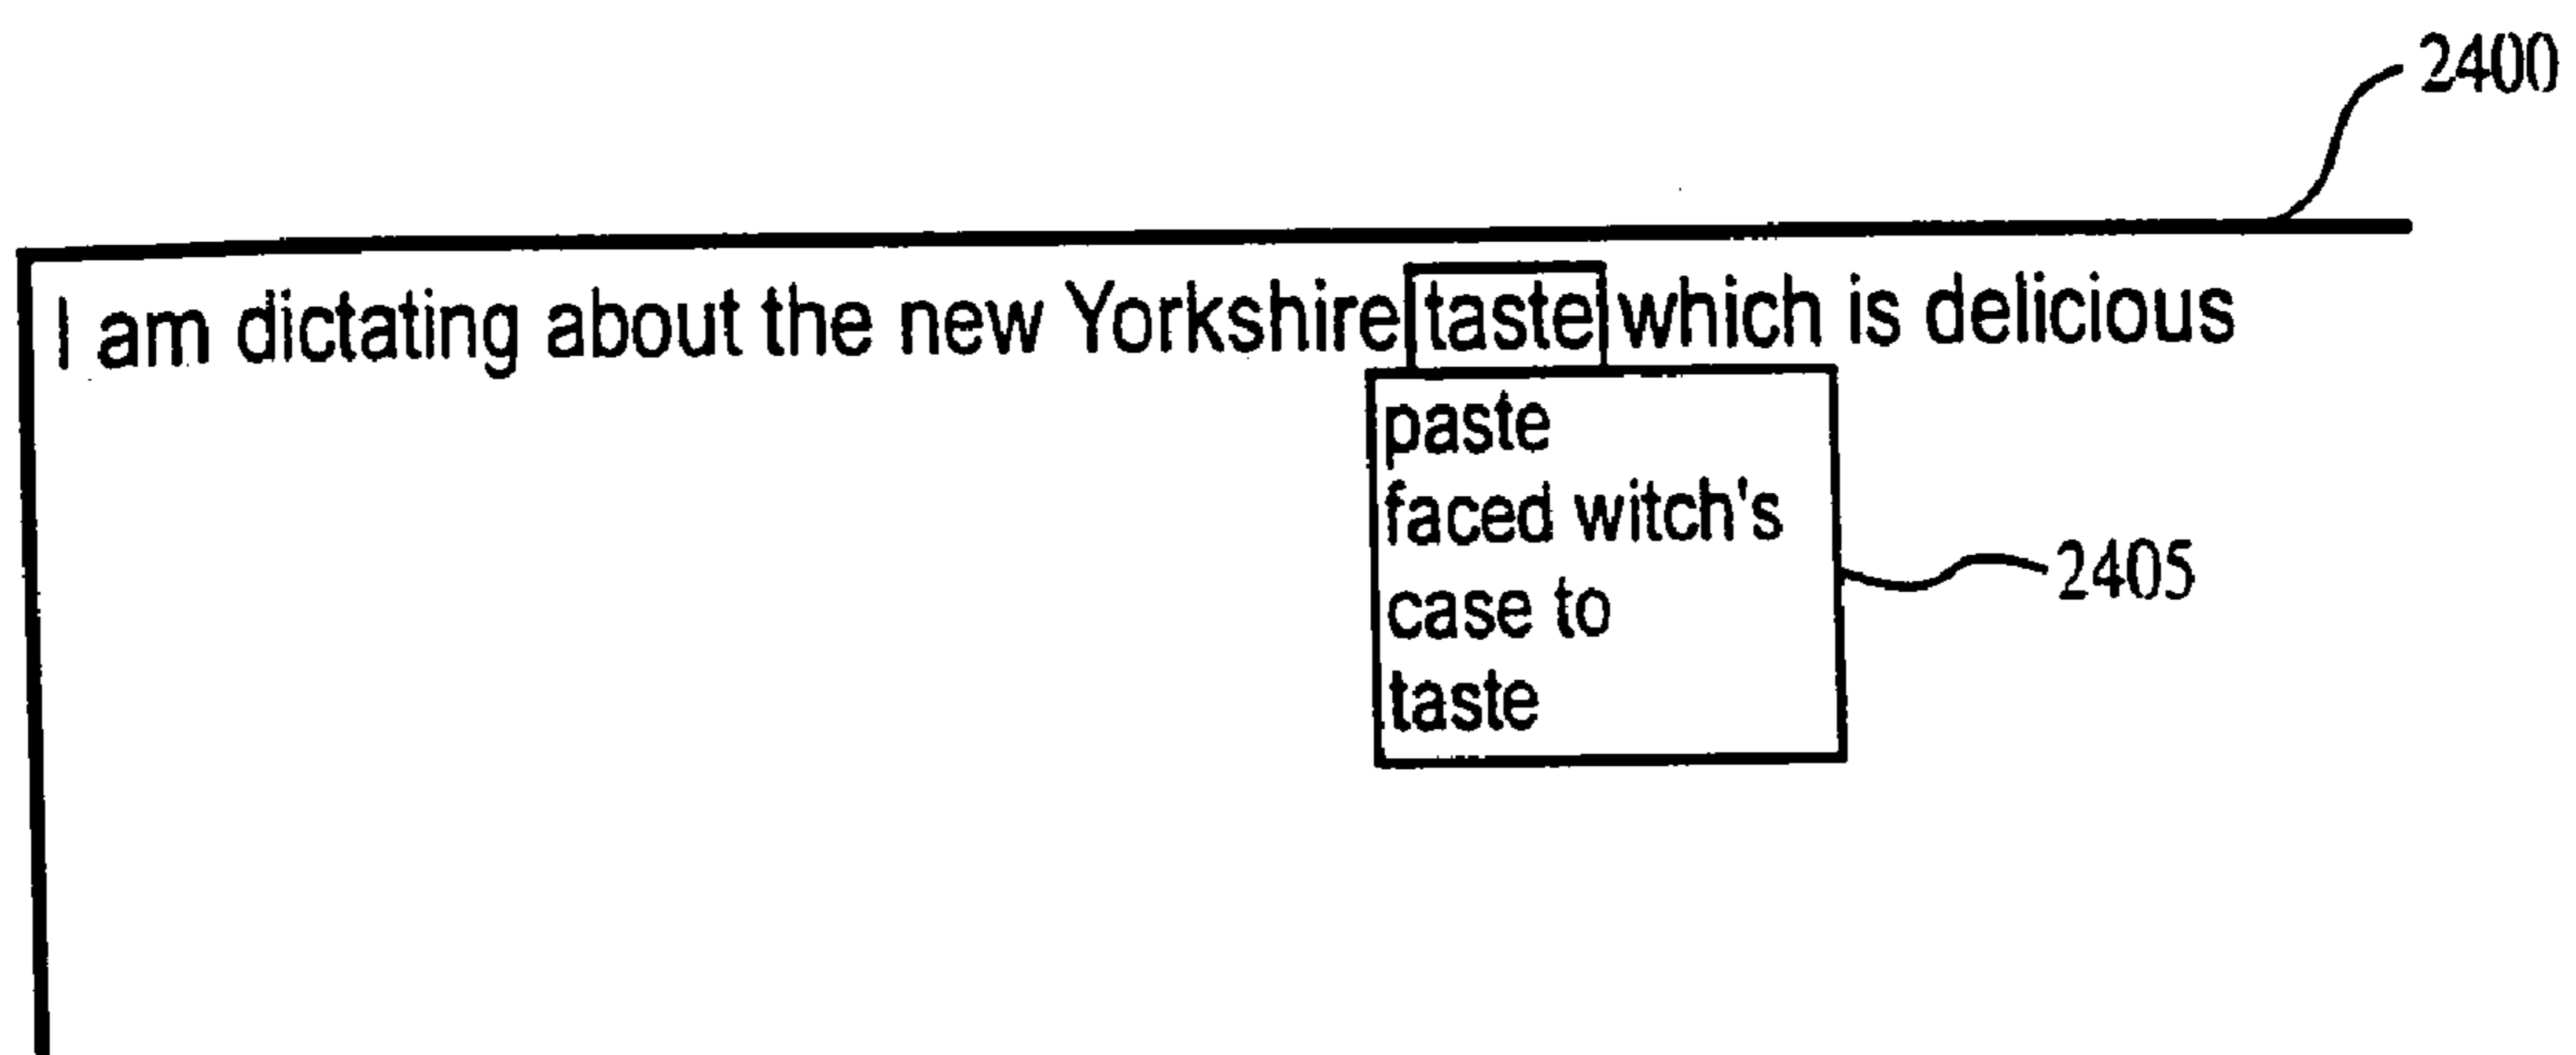 2400
I am dictating about the new Yorkshire taste which is delicious
paste
faced witch's
case to
taste
2405